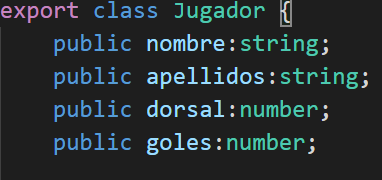 export class Jugador {
public nombre:string;
public apellidos:string;
public dorsal:number;
public goles:number;